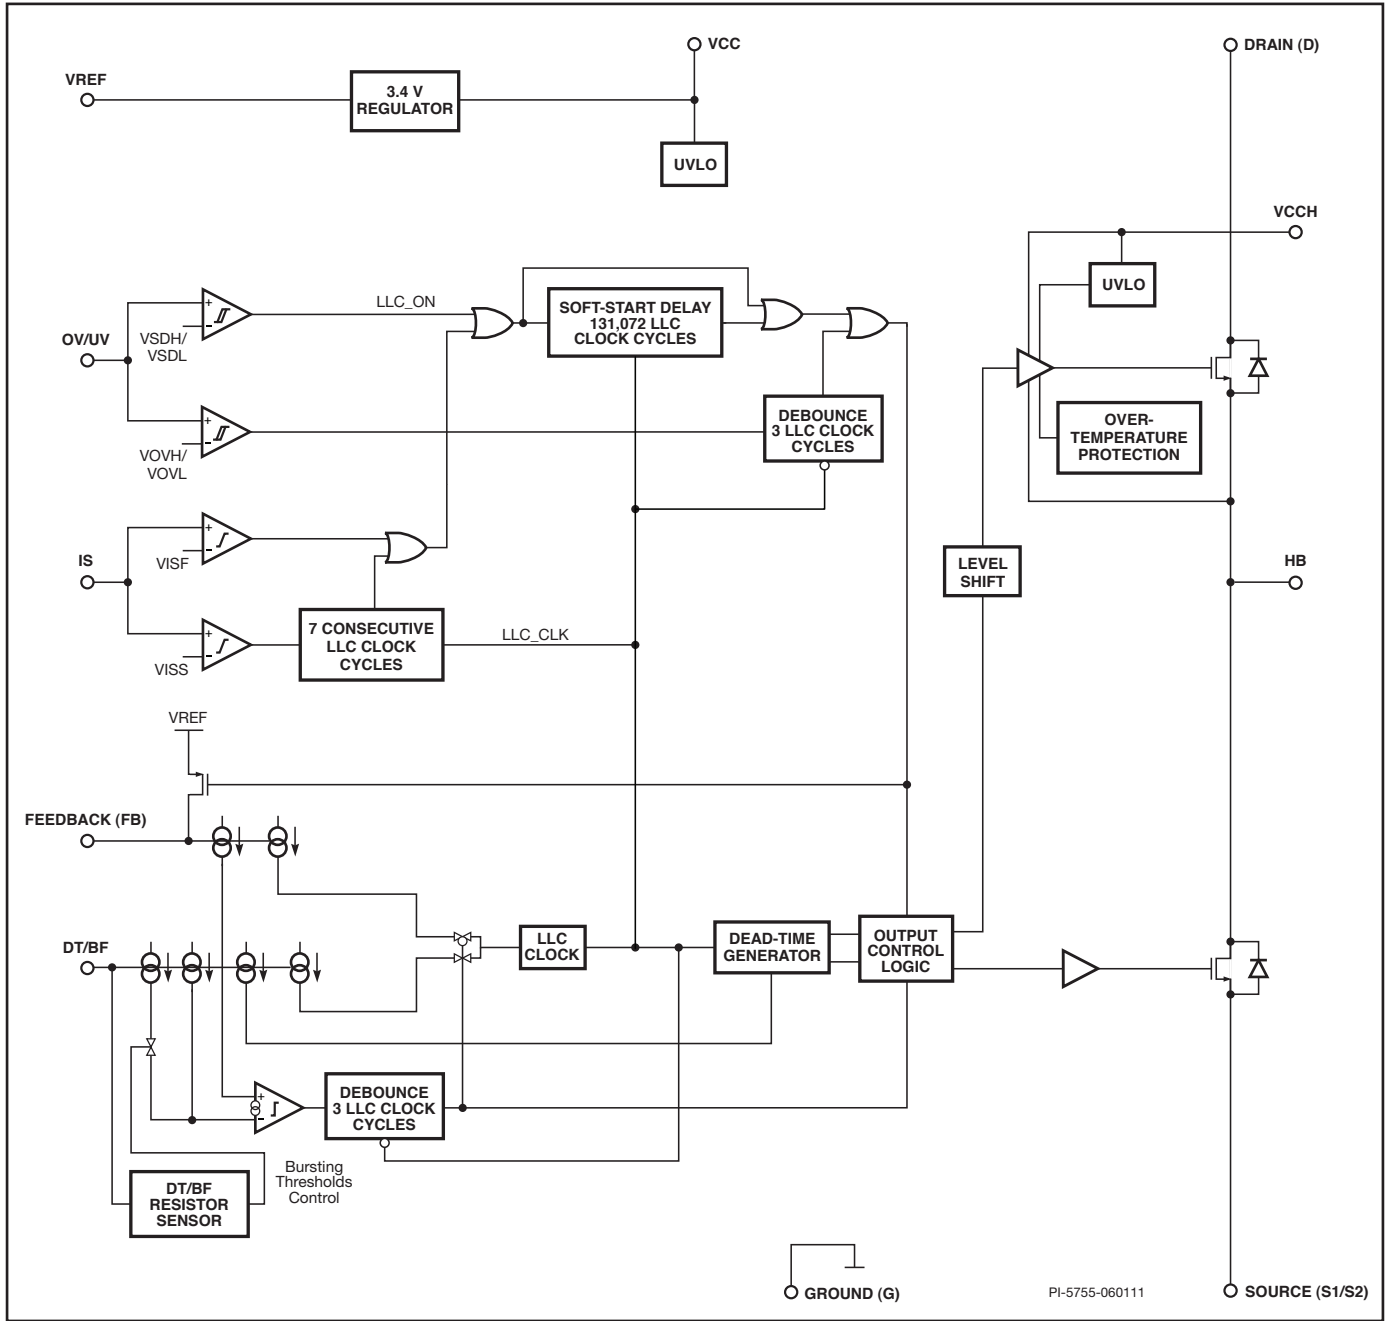 VCC
DRAIN (D)
VREF
3.4 V
REGULATOR
UVLO
VCCH
UVLO
LLC_ON
SOFT-START DELAY
131,072 LLC
CLOCK CYCLES
+
-
VSDH/
VSDL
OV/UV
DEBOUNCE
3 LLC CLOCK
CYCLES
OVER-
TEMPERATURE
PROTECTION
+
-
VOVH/
VOVL
+
-
VISF
IS
LEVEL
SHIFT
HB
7 CONSECUTIVE
LLC CLOCK
CYCLES
LLC_CLK
+
-
VISS
VREF
FEEDBACK (FB)
DT/BF
LLC
CLOCK
DEAD-TIME
GENERATOR
OUTPUT
CONTROL
LOGIC
+
-
DEBOUNCE
3 LLC CLOCK
CYCLES
Bursting
Thresholds
Control
DT/BF
RESISTOR
SENSOR
GROUND (G)
PI-5755-060111
SOURCE (S1/S2)